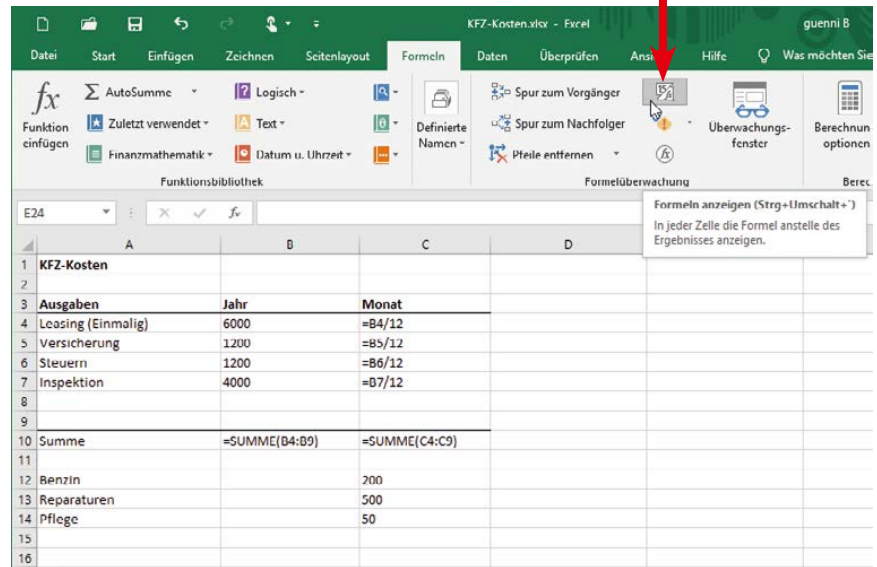 KFZ-Kosten.xlsx - Excel guenni B
Datei Start Einfügen Zeichnen Seitenlayout Formeln Daten Überprüfen Hilfe Was möchten Sie
Funktion einfügen
AutoSumme
Zuletzt verwendet
Finanzmathematik
Logisch
Text
Datum u. Uhrzeit
Definierte Namen
Spur zum Vorgänger
Spur zum Nachfolger
Pfeile entfernen
Überwachungs-
fenster
Funktionsbibliothek Formelüberwachung
Formeln anzeigen (Strg+Umschalt+`)
In jeder Zelle die Formel anstelle des
Ergebnisses anzeigen.
E24 fx
A B C D
1 KFZ-Kosten
2
3 Ausgaben Jahr Monat
4 Leasing (Einmalig) 6000 =B4/12
5 Versicherung 1200 =B5/12
6 Steuern 1200 =B6/12
7 Inspektion 4000 =B7/12
8
9
10 Summe =SUMME(B4:B9) =SUMME(C4:C9)
11
12 Benzin 200
13 Reparaturen 500
14 Pflege 50
15
16